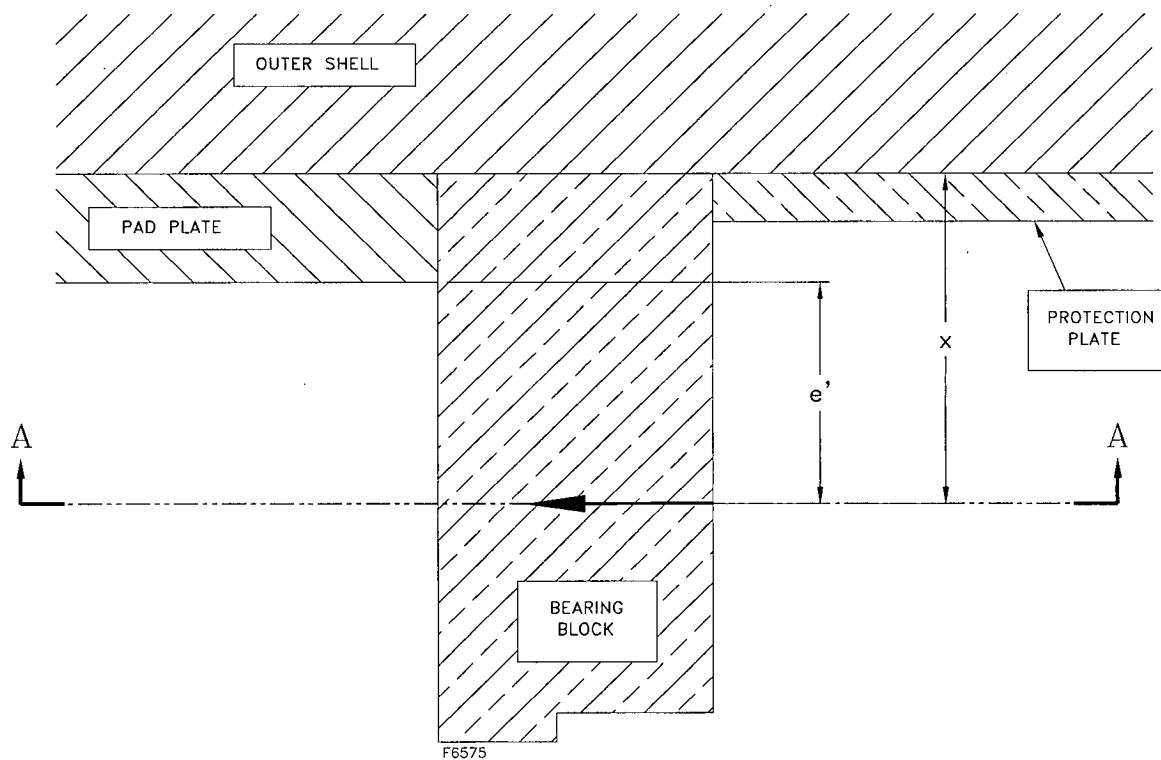 OUTER SHELL
PAD PLATE
PROTECTION
PLATE
x
e'
A
A
BEARING
BLOCK
F6575